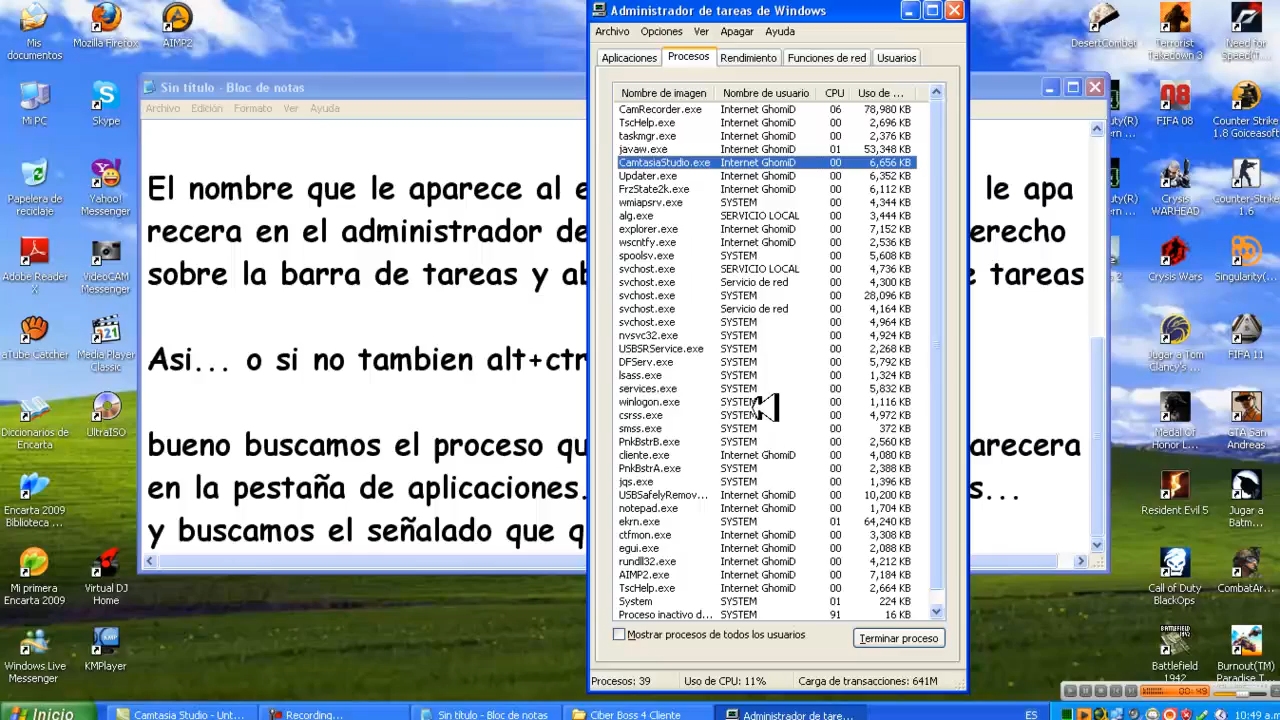 Mis
documentos
Mozilla Firefox
AIMP2
Mi PC
Skype
Papelera de
reciclaje
Yahoo!
Messenger
Adobe Reader
X
VideoCAM
Messenger
aTube Catcher
Media Player
Classic
Diccionarios de
Encarta
UltraISO
Encarta 2009
Biblioteca ...
Mi primera
Encarta 2009
Virtual DJ
Home
Windows Live
Messenger
KMPlayer
Sin título - Bloc de notas
Archivo Edición Formato Ver Ayuda
El nombre que le aparece al e
le apa
recera en el administrador de
erecho
sobre la barra de tareas y ab
e tareas
Asi... o si no tambien alt+ctr
bueno buscamos el proceso qu
arecera
en la pestaña de aplicaciones.
s...
y buscamos el señalado que q
Administrador de tareas de Windows
Archivo Opciones Ver Apagar Ayuda
Aplicaciones Procesos Rendimiento Funciones de red Usuarios
Nombre de imagen Nombre de usuario CPU Uso de ...
CamRecorder.exe Internet GhomiD 06 78,980 KB
TscHelp.exe Internet GhomiD 00 2,696 KB
taskmgr.exe Internet GhomiD 00 2,376 KB
javaw.exe Internet GhomiD 01 53,348 KB
CamtasiaStudio.exe Internet GhomiD 00 6,656 KB
Updater.exe Internet GhomiD 00 6,352 KB
FrzState2k.exe Internet GhomiD 00 6,112 KB
wmiapsrv.exe SYSTEM 00 4,344 KB
alg.exe SERVICIO LOCAL 00 3,444 KB
explorer.exe Internet GhomiD 00 7,152 KB
wscntfy.exe Internet GhomiD 00 2,536 KB
spoolsv.exe SYSTEM 00 5,608 KB
svchost.exe SERVICIO LOCAL 00 4,736 KB
svchost.exe Servicio de red 00 4,300 KB
svchost.exe SYSTEM 00 28,096 KB
svchost.exe Servicio de red 00 4,164 KB
svchost.exe SYSTEM 00 4,964 KB
nvsvc32.exe SYSTEM 00 4,924 KB
USBSRService.exe SYSTEM 00 2,268 KB
DFServ.exe SYSTEM 00 5,792 KB
lsass.exe SYSTEM 00 1,324 KB
services.exe SYSTEM 00 5,832 KB
winlogon.exe SYSTEM 00 1,116 KB
csrss.exe SYSTEM 00 4,972 KB
smss.exe SYSTEM 00 372 KB
PnkBstrB.exe SYSTEM 00 2,560 KB
cliente.exe Internet GhomiD 00 4,080 KB
PnkBstrA.exe SYSTEM 00 2,388 KB
jqs.exe SYSTEM 00 1,396 KB
USBSafelyRemov... Internet GhomiD 00 10,200 KB
notepad.exe Internet GhomiD 00 1,704 KB
ekrn.exe SYSTEM 01 64,240 KB
ctfmon.exe Internet GhomiD 00 3,308 KB
egui.exe Internet GhomiD 00 2,088 KB
rundll32.exe Internet GhomiD 00 4,212 KB
AIMP2.exe Internet GhomiD 00 7,184 KB
TscHelp.exe Internet GhomiD 00 2,664 KB
System SYSTEM 01 224 KB
Proceso inactivo d... SYSTEM 91 16 KB
Mostrar procesos de todos los usuarios
Terminar proceso
Procesos: 39 Uso de CPU: 11% Carga de transacciones: 641M
DesertCombat
Terrorist
Takedown 3
Need for
Speed(T...
FIFA 08
Counter Strike
1.8 Goiceasoft
Crysis
WARHEAD
Counter-Strike
1.6
Crysis Wars
Singularity(...
Jugar a Tom
Clancy's ...
FIFA 11
Medal Of
Honor L...
GTA San
Andreas
Resident Evil 5
Jugar a
Batm...
Call of Duty
BlackOps
CombatAr...
Battlefield
1942
Burnout(TM)
Paradise T...
Inicio
Camtasia Studio - Unt...
Recording...
Sin título - Bloc de notas
Ciber Boss 4 Cliente
Administrador de tare...
ES
10:49 a.m.